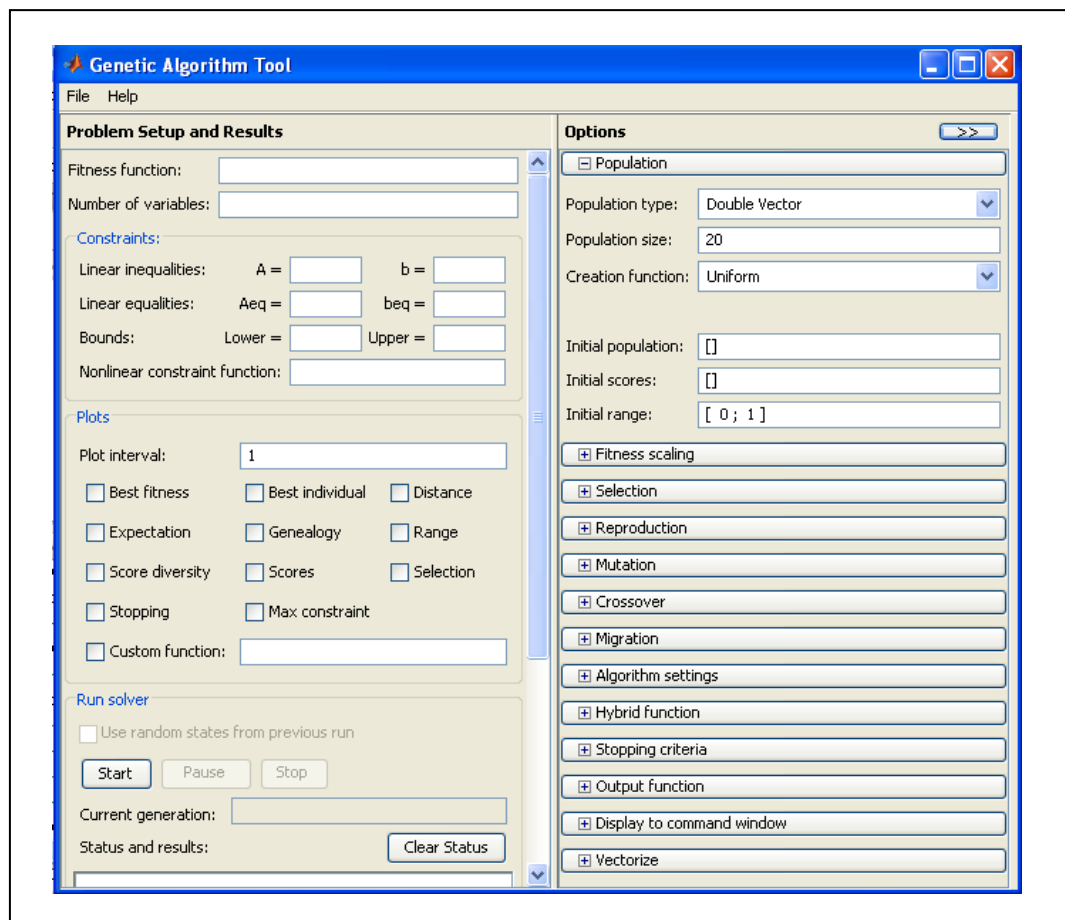 Genetic Algorithm Tool
File Help
Problem Setup and Results
Fitness function:
Number of variables:
Constraints:
Linear inequalities: A = b =
Linear equalities: Aeq = beq =
Bounds: Lower = Upper =
Nonlinear constraint function:
Plots
Plot interval: 1
Best fitness Best individual Distance
Expectation Genealogy Range
Score diversity Scores Selection
Stopping Max constraint
Custom function:
Run solver
Use random states from previous run
Start Pause Stop
Current generation:
Status and results: Clear Status
Options >>
Population
Population type: Double Vector
Population size: 20
Creation function: Uniform
Initial population: []
Initial scores: []
Initial range: [ 0 ; 1 ]
Fitness scaling
Selection
Reproduction
Mutation
Crossover
Migration
Algorithm settings
Hybrid function
Stopping criteria
Output function
Display to command window
Vectorize